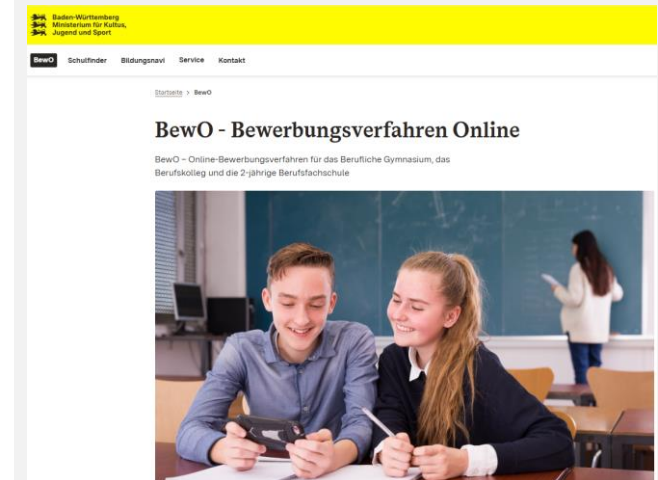 Baden-Württemberg
Ministerium für Kultus,
Jugend und Sport
BewO Schulfinder Bildungsnavi Service Kontakt
Startseite > BewO
BewO - Bewerbungsverfahren Online
BewO – Online-Bewerbungsverfahren für das Berufliche Gymnasium, das
Berufskolleg und die 2-jährige Berufsfachschule